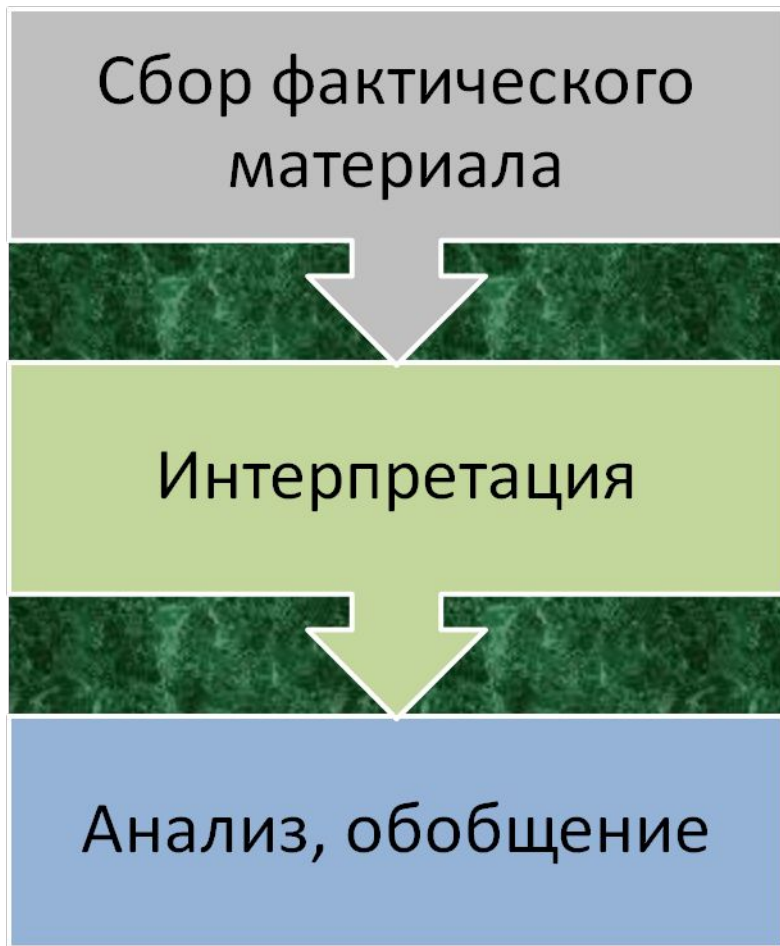 Сбор фактического
материала
Интерпретация
Анализ, обобщение